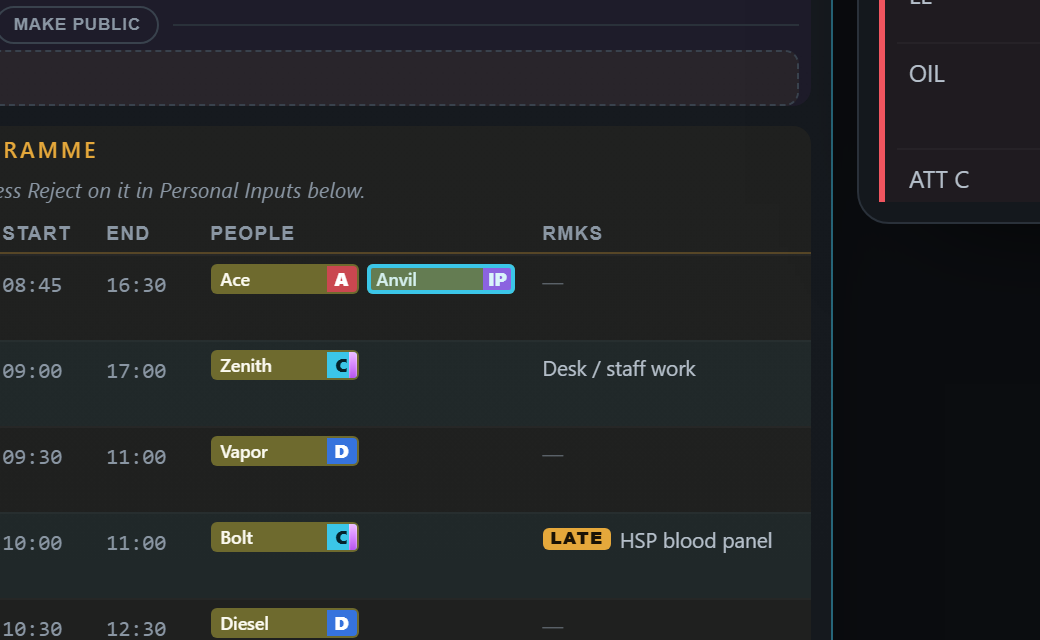 MAKE PUBLIC
RAMME
ess Reject on it in Personal Inputs below.
START END PEOPLE RMKS
08:45 16:30 Ace A Anvil IP —
09:00 17:00 Zenith C Desk / staff work
09:30 11:00 Vapor D —
10:00 11:00 Bolt C LATE HSP blood panel
10:30 12:30 Diesel D —
OIL
ATT C